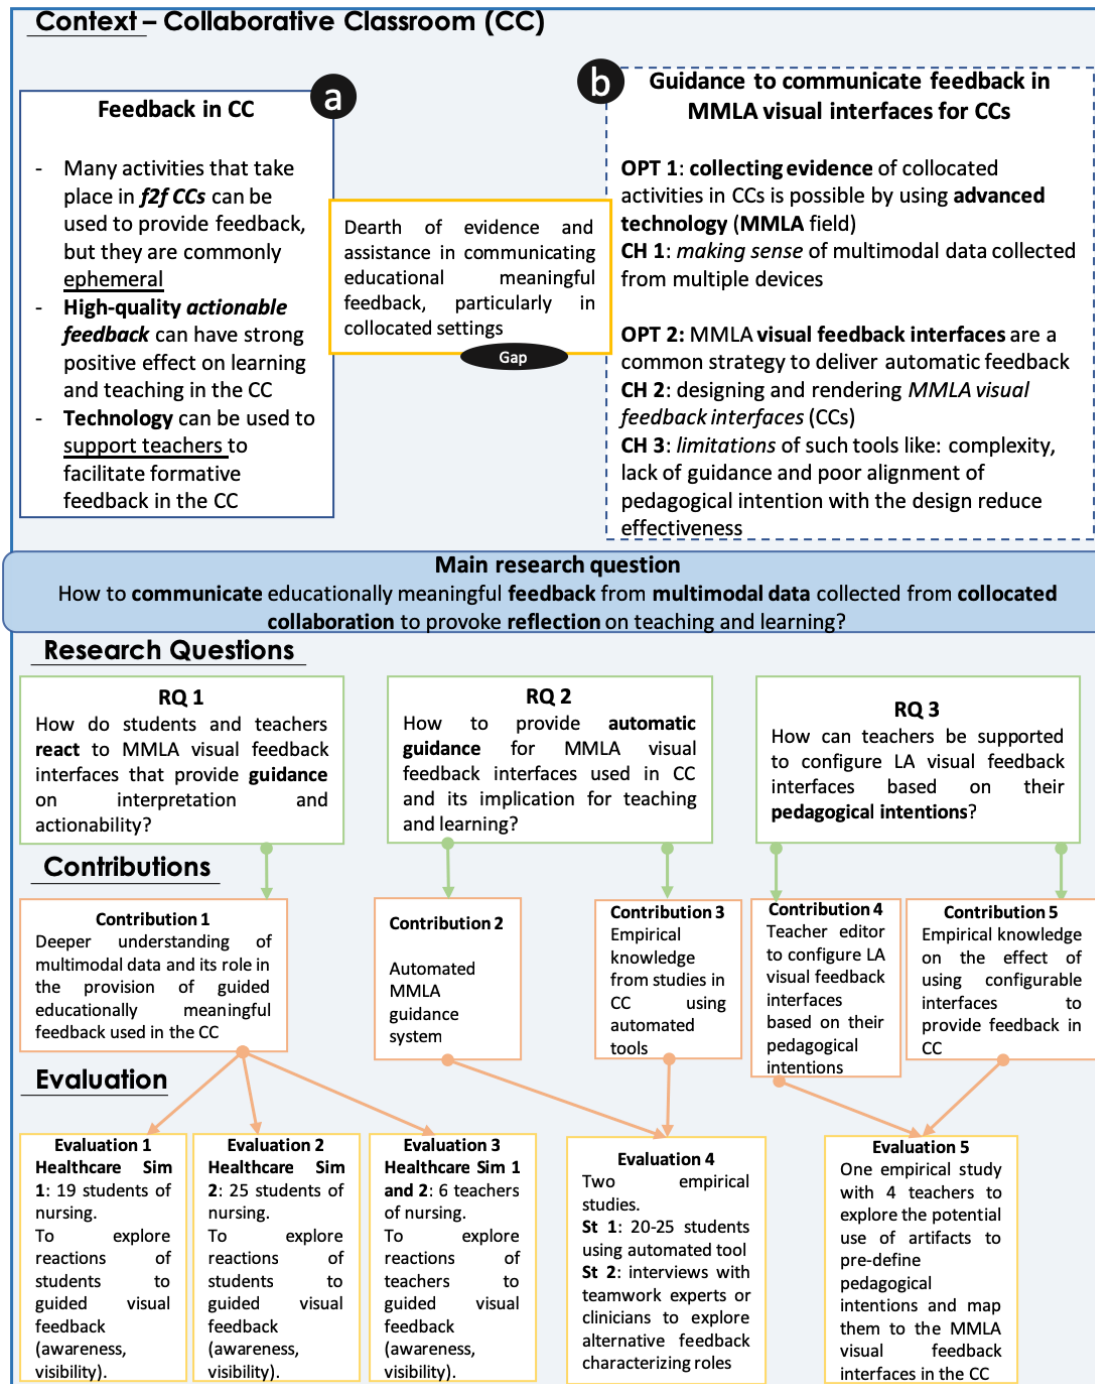 Context – Collaborative Classroom (CC)
a
Feedback in CC
- Many activities that take
place in f2f CCs can be
used to provide feedback,
but they are commonly
ephemeral
- High-quality actionable
feedback can have strong
positive effect on learning
and teaching in the CC
- Technology can be used to
support teachers to
facilitate formative
feedback in the CC
Dearth of evidence and
assistance in communicating
educational meaningful
feedback, particularly in
collocated settings
Gap
b
Guidance to communicate feedback in
MMLA visual interfaces for CCs
OPT 1: collecting evidence of collocated
activities in CCs is possible by using advanced
technology (MMLA field)
CH 1: making sense of multimodal data collected
from multiple devices
OPT 2: MMLA visual feedback interfaces are a
common strategy to deliver automatic feedback
CH 2: designing and rendering MMLA visual
feedback interfaces (CCs)
CH 3: limitations of such tools like: complexity,
lack of guidance and poor alignment of
pedagogical intention with the design reduce
effectiveness
Main research question
How to communicate educationally meaningful feedback from multimodal data collected from collocated
collaboration to provoke reflection on teaching and learning?
Research Questions
RQ 1
How do students and teachers
react to MMLA visual feedback
interfaces that provide guidance
on interpretation and
actionability?
RQ 2
How to provide automatic
guidance for MMLA visual
feedback interfaces used in CC
and its implication for teaching
and learning?
RQ 3
How can teachers be supported
to configure LA visual feedback
interfaces based on their
pedagogical intentions?
Contributions
Contribution 1
Deeper understanding of
multimodal data and its role in
the provision of guided
educationally meaningful
feedback used in the CC
Contribution 2
Automated
MMLA
guidance
system
Contribution 3
Empirical
knowledge
from studies in
CC using
automated
tools
Contribution 4
Teacher editor
to configure LA
visual feedback
interfaces
based on their
pedagogical
intentions
Contribution 5
Empirical knowledge
on the effect of
using configurable
interfaces to
provide feedback in
CC
Evaluation
Evaluation 1
Healthcare Sim
1: 19 students of
nursing.
To explore
reactions of
students to
guided visual
feedback
(awareness,
visibility).
Evaluation 2
Healthcare Sim
2: 25 students of
nursing.
To explore
reactions of
students to
guided visual
feedback
(awareness,
visibility).
Evaluation 3
Healthcare Sim 1
and 2: 6 teachers
of nursing.
To explore
reactions of
teachers to
guided visual
feedback
(awareness,
visibility).
Evaluation 4
Two empirical
studies.
St 1: 20-25 students
using automated tool
St 2: interviews with
teamwork experts or
clinicians to explore
alternative feedback
characterizing roles
Evaluation 5
One empirical study
with 4 teachers to
explore the potential
use of artifacts to
pre-define
pedagogical
intentions and map
them to the MMLA
visual feedback
interfaces in the CC